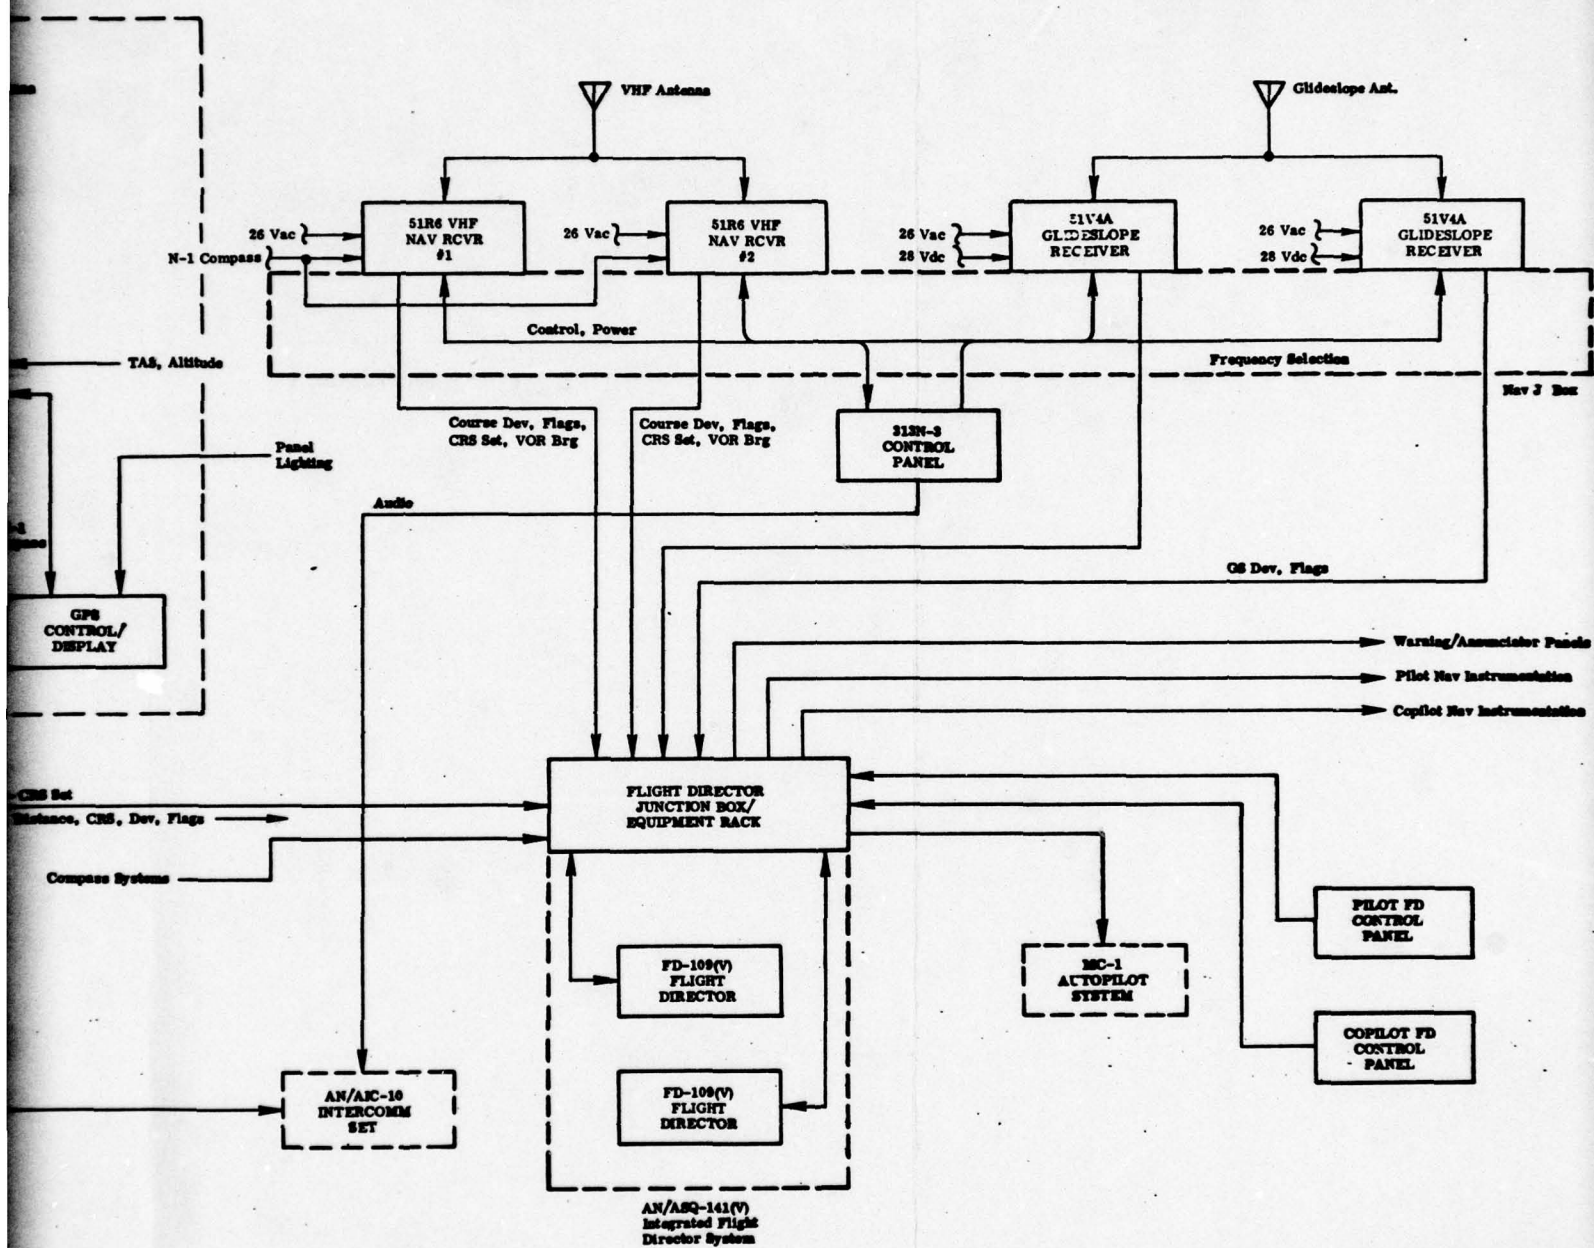 VHF Antenna
Glideslope Ant.
51R6 VHF
NAV RCVR
#1
51R6 VHF
NAV RCVR
#2
51V4A
GLIDESLOPE
RECEIVER
51V4A
GLIDESLOPE
RECEIVER
26 Vac
N-1 Compass
26 Vac
26 Vac
28 Vdc
26 Vac
28 Vdc
Control, Power
Frequency Selection
Nav J Box
TAS, Altitude
Course Dev, Flags,
CRS Set, VOR Brg
Course Dev, Flags,
CRS Set, VOR Brg
313N-3
CONTROL
PANEL
Panel
Lighting
Audio
-1
GS Dev, Flags
GPS
CONTROL/
DISPLAY
Warning/Annunciator Panels
Pilot Nav Instrumentation
Copilot Nav Instrumentation
CRS Set
Distance, CRS, Dev, Flags
Compass Systems
FLIGHT DIRECTOR
JUNCTION BOX/
EQUIPMENT RACK
PILOT FD
CONTROL
PANEL
FD-109(V)
FLIGHT
DIRECTOR
MC-1
AUTOPILOT
SYSTEM
COPILOT FD
CONTROL
PANEL
AN/AIC-10
INTERCOMM
SET
FD-109(V)
FLIGHT
DIRECTOR
AN/ASQ-141(V)
Integrated Flight
Director System